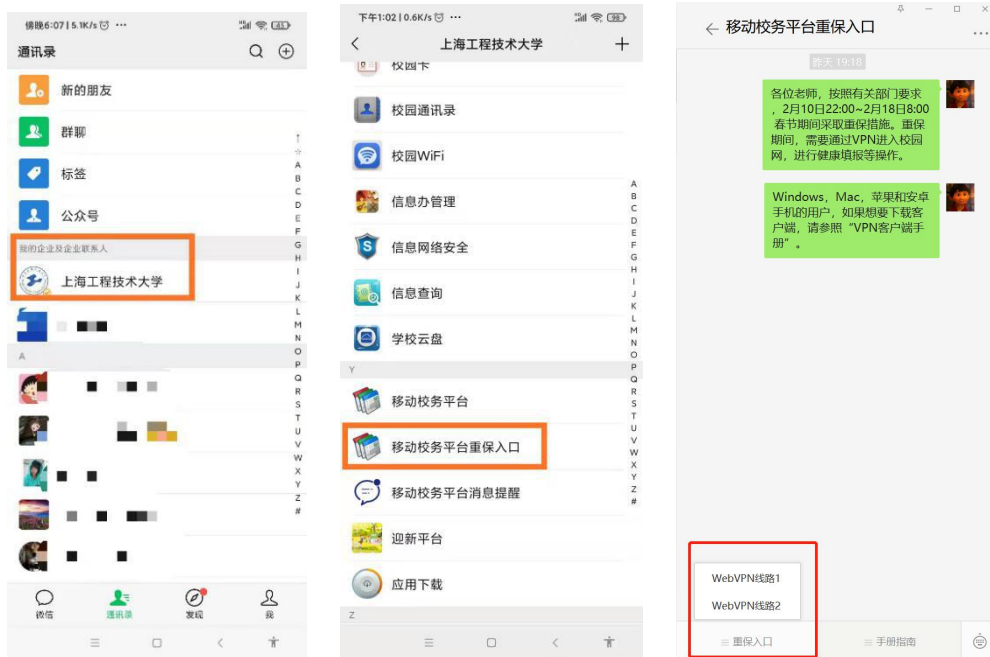 傍晚6:07 | 5.1K/s ···
45
通讯录
新的朋友
群聊
标签
公众号
我的企业及企业联系人
上海工程技术大学
A
↑
☆
A
B
C
D
E
F
G
H
I
J
K
L
M
N
O
P
Q
R
S
T
U
V
W
X
Y
Z
#
微信
通讯录
发现
我
下午1:02 | 0.6K/s ···
98
上海工程技术大学
校园卡
校园通讯录
校园WiFi
信息办管理
信息网络安全
信息查询
学校云盘
Y
移动校务平台
移动校务平台重保入口
移动校务平台消息提醒
迎新平台
应用下载
Z
A
B
C
D
E
F
G
H
I
J
K
L
M
N
O
P
Q
R
S
T
U
V
W
X
Y
Z
#
移动校务平台重保入口
昨天 19:18
各位老师，按照有关部门要求
，2月10日22:00~2月18日8:00
春节期间采取重保措施。重保
期间，需要通过VPN进入校园
网，进行健康填报等操作。
Windows，Mac，苹果和安卓
手机的用户，如果想要下载客
户端，请参照“VPN客户端手
册”。
WebVPN线路1
WebVPN线路2
重保入口
手册指南